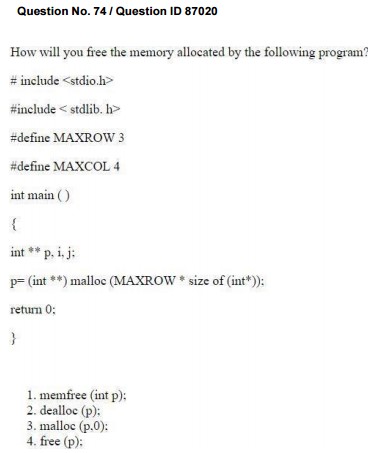 Question No. 74 / Question ID 87020
How will you free the memory allocated by the following program?
# include <stdio.h>
#include < stdlib. h>
#define MAXROW 3
#define MAXCOL 4
int main ( )
{
int ** p, i, j;
p= (int **) malloc (MAXROW * size of (int*));
return 0;
}
1. memfree (int p);
2. dealloc (p);
3. malloc (p,0);
4. free (p);